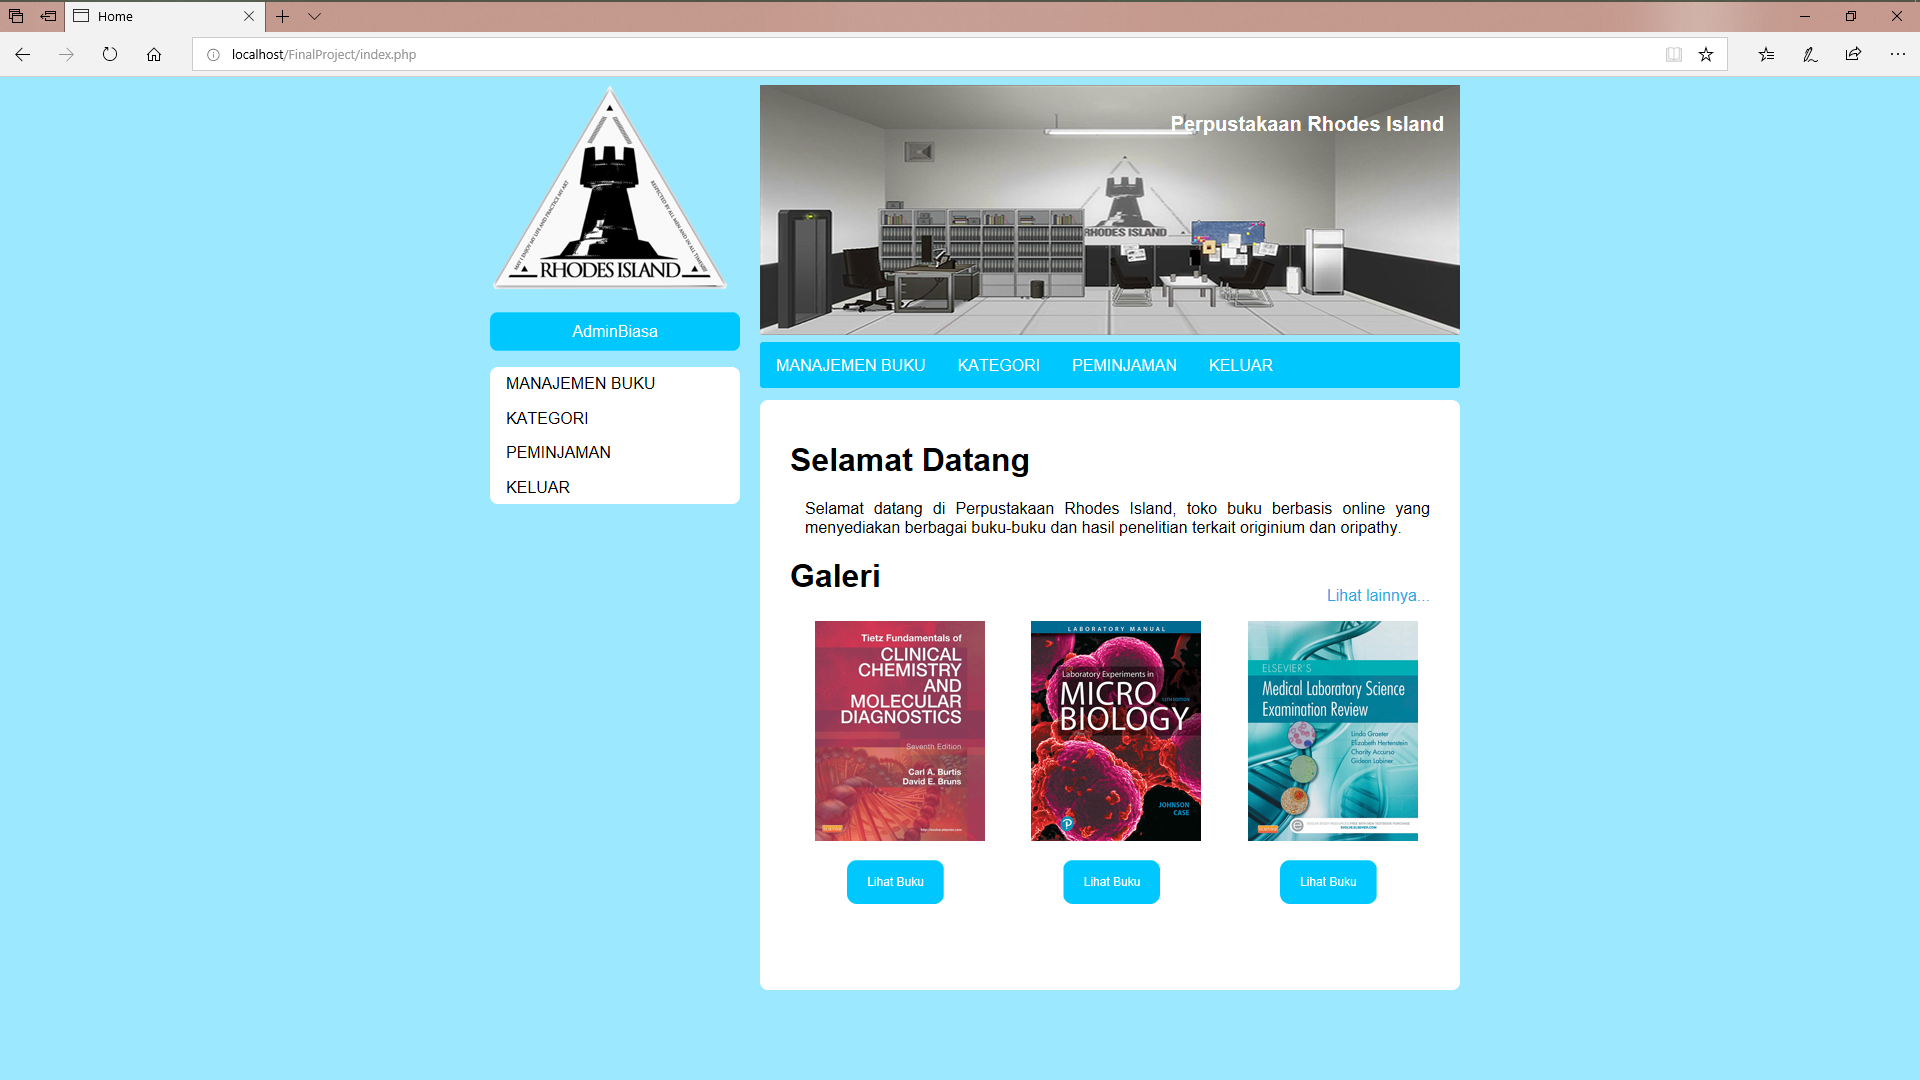 Home
localhost/FinalProject/index.php
RHODES ISLAND
Perpustakaan Rhodes Island
RHODES ISLAND
AdminBiasa
MANAJEMEN BUKU
KATEGORI
PEMINJAMAN
KELUAR
MANAJEMEN BUKU KATEGORI PEMINJAMAN KELUAR
Selamat Datang
Selamat datang di Perpustakaan Rhodes Island, toko buku berbasis online yang
menyediakan berbagai buku-buku dan hasil penelitian terkait originium dan oripathy.
Galeri
Lihat lainnya...
Tietz Fundamentals of
CLINICAL
CHEMISTRY
AND
MOLECULAR
DIAGNOSTICS
Seventh Edition
Carl A. Burtis
David E. Bruns
LABORATORY MANUAL
Laboratory Experiments in
MICRO
BIOLOGY
12TH EDITION
JOHNSON
CASE
ELSEVIER'S
Medical Laboratory Science
Examination Review
Linda Graeter
Elizabeth Hertenstein
Charity Accurso
Gideon Labiner
Lihat Buku
Lihat Buku
Lihat Buku